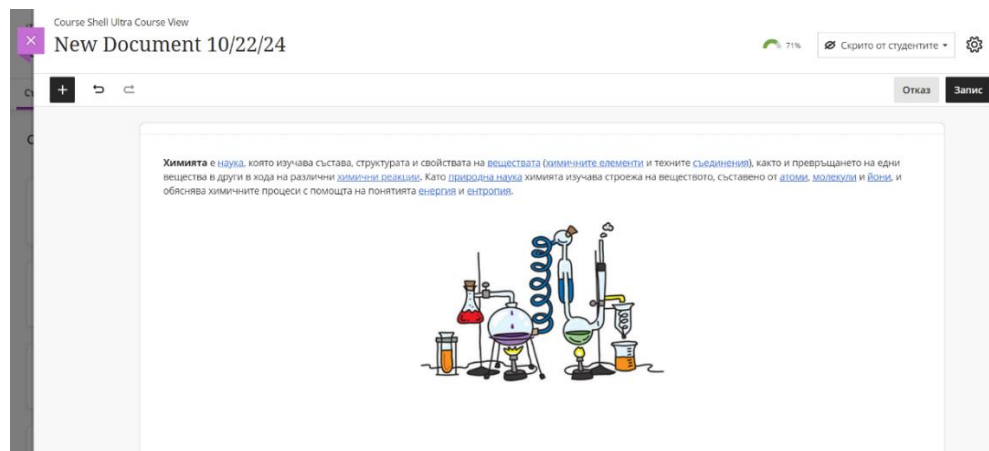 Course Shell Ultra Course View
New Document 10/22/24
71%
Скрито от студентите
Отказ
Запис
Химията е наука, която изучава състава, структурата и свойствата на веществата (химичните елементи и техните съединения), както и превръщането на едни
вещества в други в хода на различни химични реакции. Като природна наука химията изучава строежа на веществото, съставено от атоми, молекули и йони, и
обяснява химичните процеси с помощта на понятията енергия и ентропия.